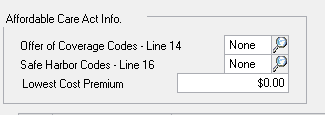 Affordable Care Act Info.
Offer of Coverage Codes - Line 14 None
Safe Harbor Codes - Line 16 None
Lowest Cost Premium $0.00